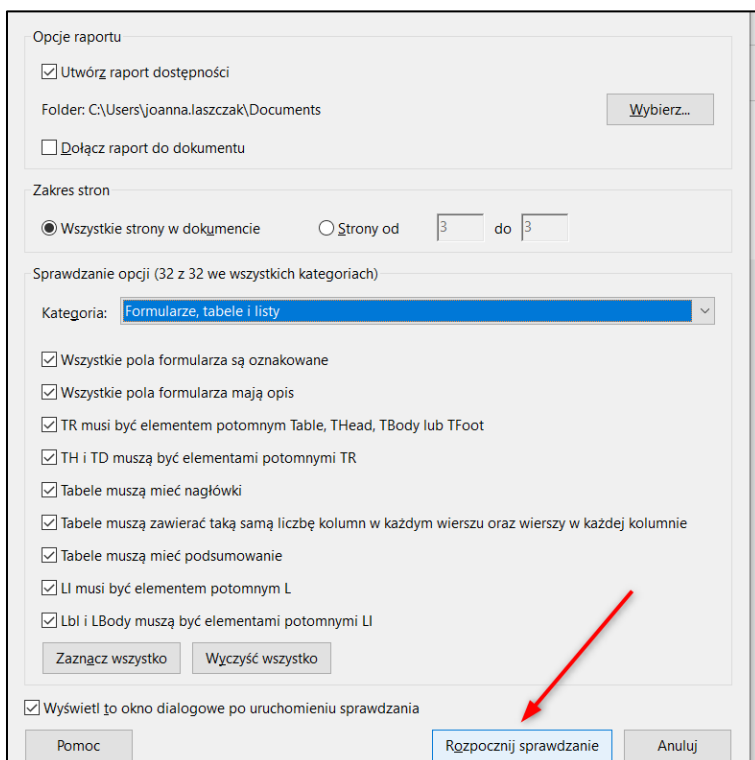 Opcje raportu
Utwórz raport dostępności
Folder: C:\Users\joanna.laszczak\Documents
Wybierz...
Dołącz raport do dokumentu
Zakres stron
Wszystkie strony w dokumencie Strony od 3 do 3
Sprawdzanie opcji (32 z 32 we wszystkich kategoriach)
Kategoria: Formularze, tabele i listy
Wszystkie pola formularza są oznakowane
Wszystkie pola formularza mają opis
TR musi być elementem potomnym Table, THead, TBody lub TFoot
TH i TD muszą być elementami potomnymi TR
Tabele muszą mieć nagłówki
Tabele muszą zawierać taką samą liczbę kolumn w każdym wierszu oraz wierszy w każdej kolumnie
Tabele muszą mieć podsumowanie
LI musi być elementem potomnym L
Lbl i LBody muszą być elementami potomnymi LI
Zaznacz wszystko Wyczyść wszystko
Wyświetl to okno dialogowe po uruchomieniu sprawdzania
Pomoc Rozpocznij sprawdzanie Anuluj